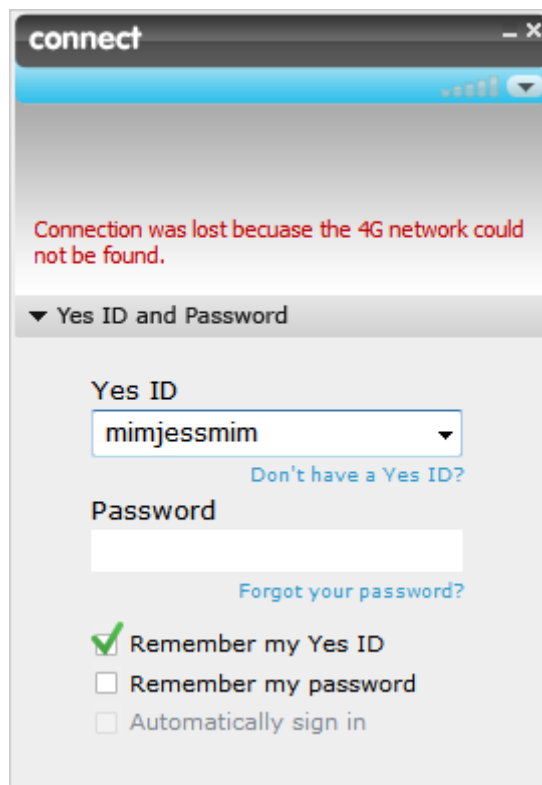 connect
Connection was lost becuase the 4G network could
not be found.
Yes ID and Password
Yes ID
mimjessmim
Don't have a Yes ID?
Password
Forgot your password?
Remember my Yes ID
Remember my password
Automatically sign in